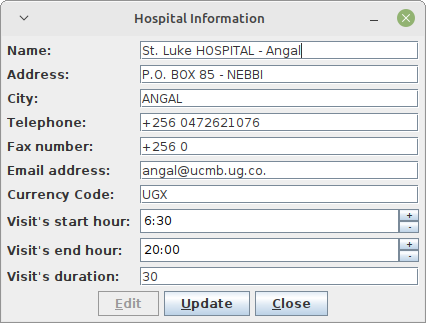 Hospital Information
Name: St. Luke HOSPITAL - Angal
Address: P.O. BOX 85 - NEBBI
City: ANGAL
Telephone: +256 0472621076
Fax number: +256 0
Email address: angal@ucmb.ug.co.
Currency Code: UGX
Visit's start hour: 6:30 + -
Visit's end hour: 20:00 + -
Visit's duration: 30
Edit Update Close